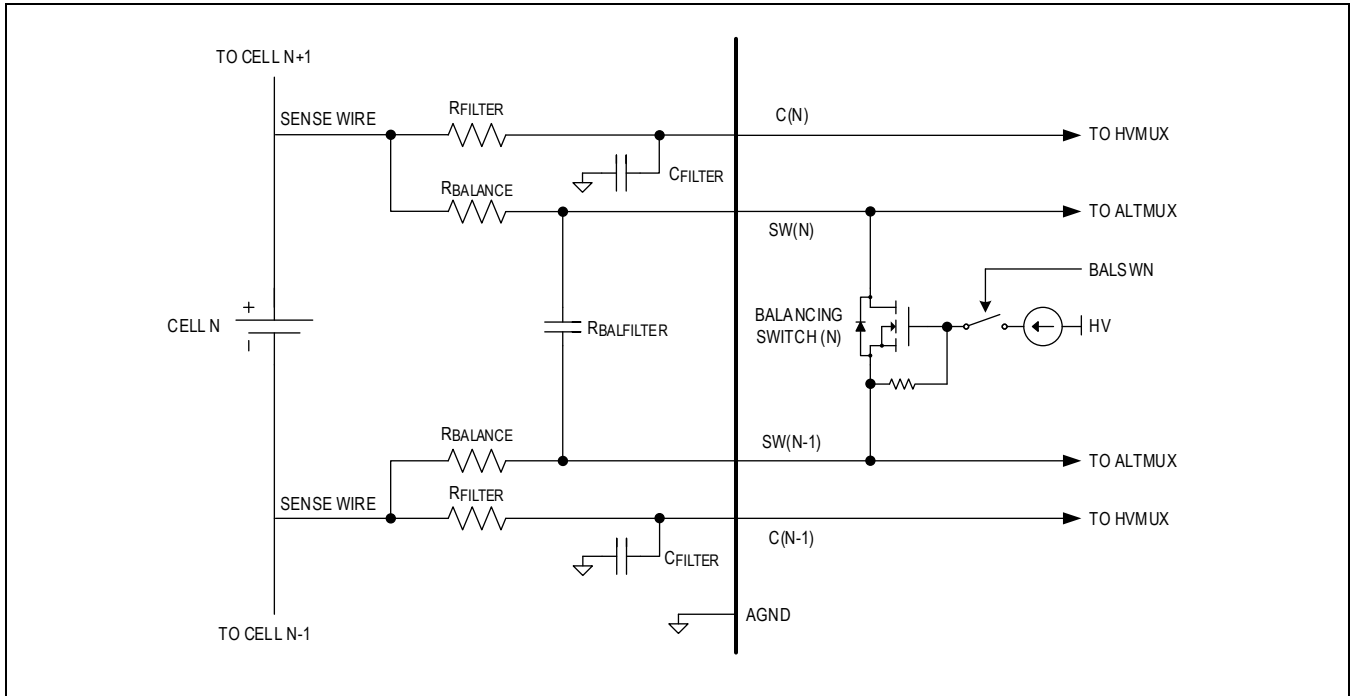 TO CELL N+1
SENSE WIRE
RFILTER
C(N)
TO HVMUX
CFILTER
RBALANCE
SW(N)
TO ALTMUX
BALSWN
CELL N
+
–
RBALFILTER
BALANCING
SWITCH (N)
HV
RBALANCE
SW(N-1)
TO ALTMUX
SENSE WIRE
RFILTER
C(N-1)
TO HVMUX
CFILTER
AGND
TO CELL N-1